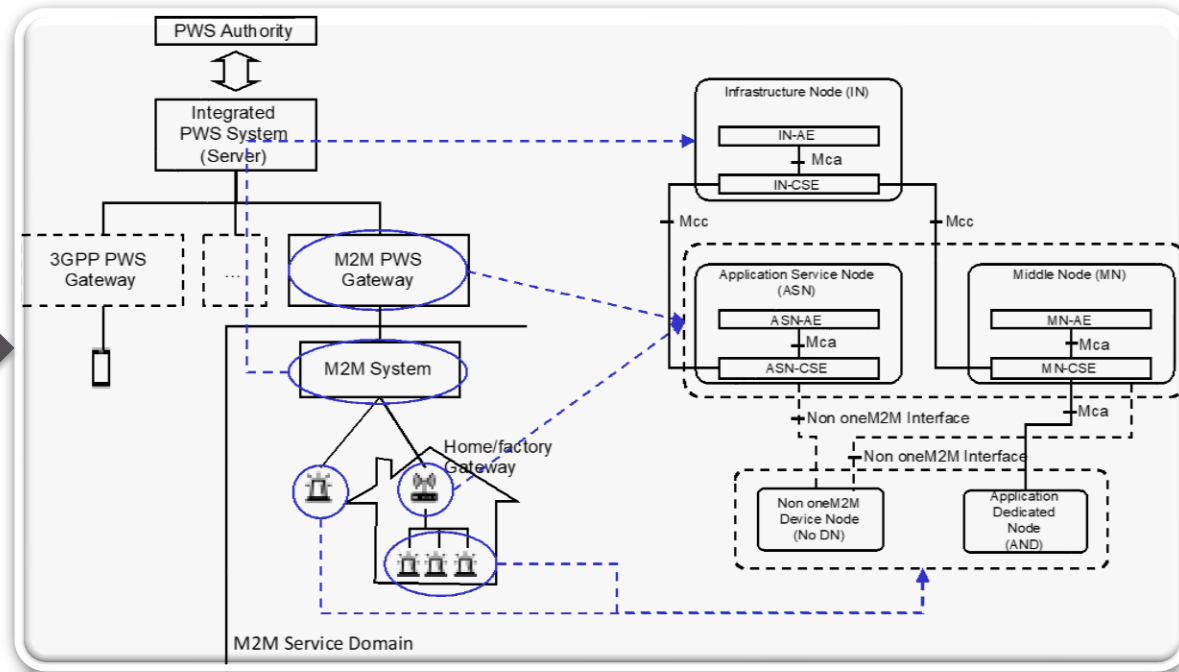 PWS Authority
Integrated
PWS System
(Server)
3GPP PWS
Gateway
...
M2M PWS
Gateway
M2M System
Home/factory
Gateway
M2M Service Domain
Infrastructure Node (IN)
IN-AE
Mca
IN-CSE
Mcc
Mcc
Application Service Node
(ASN)
ASN-AE
Mca
ASN-CSE
Middle Node (MN)
MN-AE
Mca
MN-CSE
Non oneM2M Interface
Mca
Non oneM2M Interface
Non oneM2M
Device Node
(No DN)
Application
Dedicated
Node
(AND)